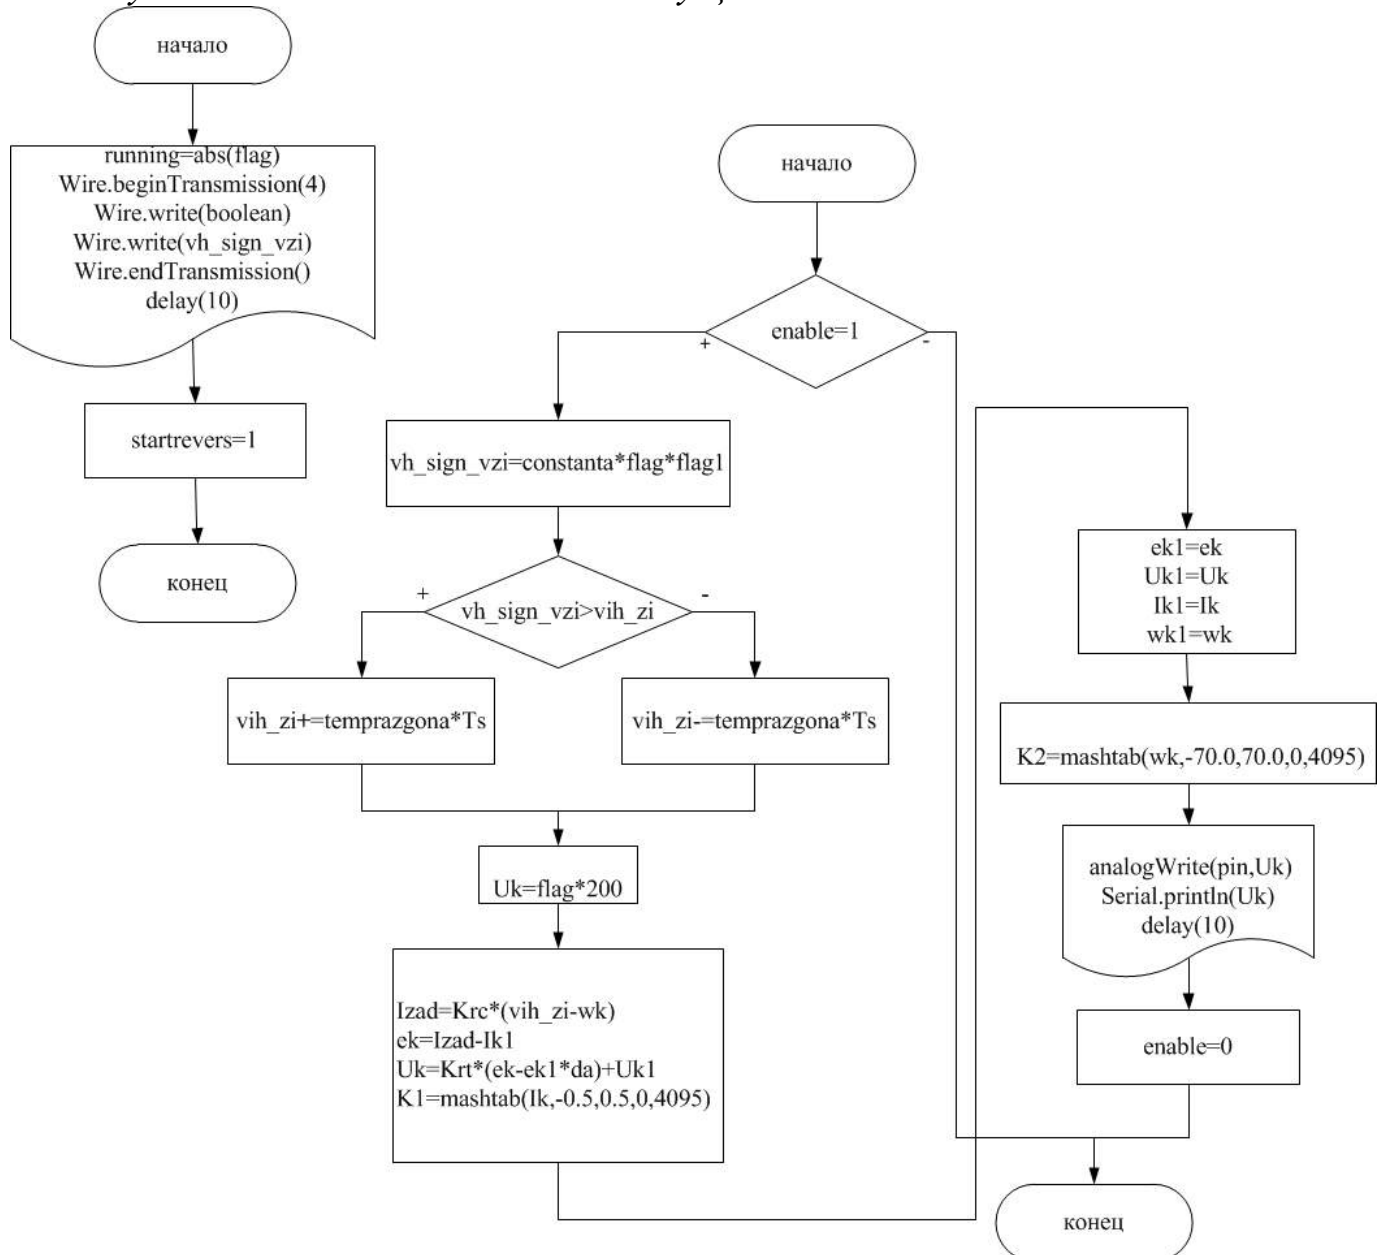 начало
running=abs(flag)
Wire.beginTransmission(4)
Wire.write(boolean)
Wire.write(vh_sign_vzi)
Wire.endTransmission()
delay(10)
startrevers=1
конец
начало
enable=1
+
-
vh_sign_vzi=constanta*flag*flag1
vh_sign_vzi>vih_zi
+
-
vih_zi+=temprazgona*Ts
vih_zi-=temprazgona*Ts
Uk=flag*200
Izad=Krc*(vih_zi-wk)
ek=Izad-Ik1
Uk=Krt*(ek-ek1*da)+Uk1
K1=mashtab(Ik,-0.5,0.5,0,4095)
ek1=ek
Uk1=Uk
Ik1=Ik
wk1=wk
K2=mashtab(wk,-70.0,70.0,0,4095)
analogWrite(pin,Uk)
Serial.println(Uk)
delay(10)
enable=0
конец